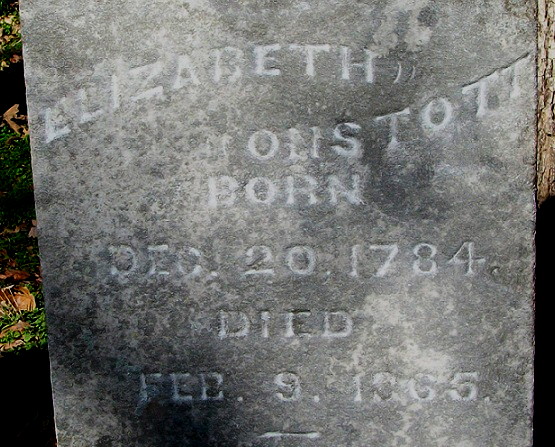 ELIZABETH
ONSTOTT
BORN
DEC. 20. 1784.
DIED
FEB. 9. 1865.